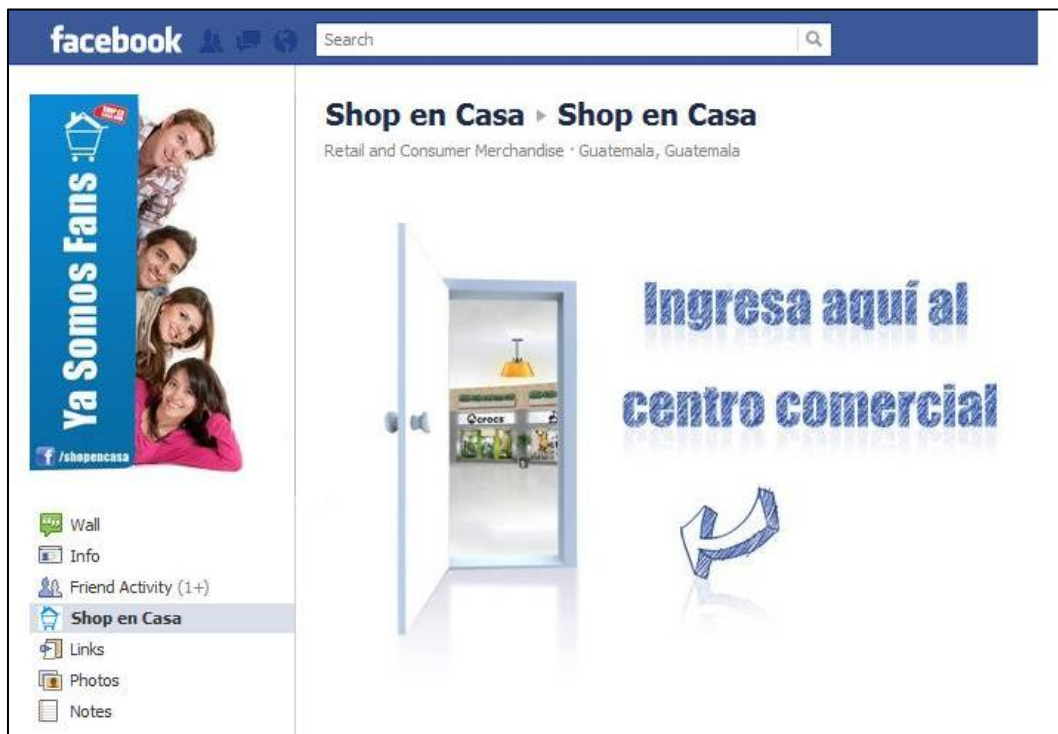 facebook
Search
Shop en Casa ▸ Shop en Casa
Retail and Consumer Merchandise · Guatemala, Guatemala
Ya Somos Fans
/shopencasa
Ingresa aquí al
centro comercial
crocs
Wall
Info
Friend Activity (1+)
Shop en Casa
Links
Photos
Notes